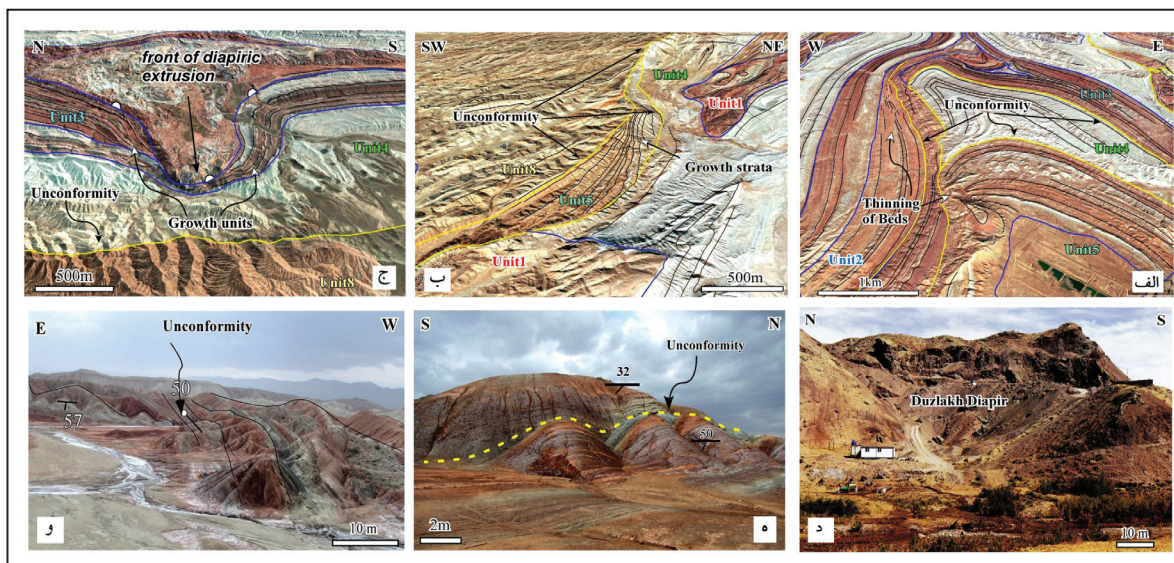 N
S
front of diapiric
extrusion
Unit3
Unit4
Unconformity
Growth units
500m
Unit8
ج
SW
NE
Unit4
Unit1
Unconformity
Unit8
Growth strata
Unit5
Unit1
500m
ب
W
E
Unit3
Unconformity
Unit4
Thinning
of Beds
Unit2
Unit5
1km
الف
E
W
Unconformity
50
57
10 m
و
S
N
Unconformity
32
50
2m
ه
N
S
Duzlakh Diapir
10 m
د